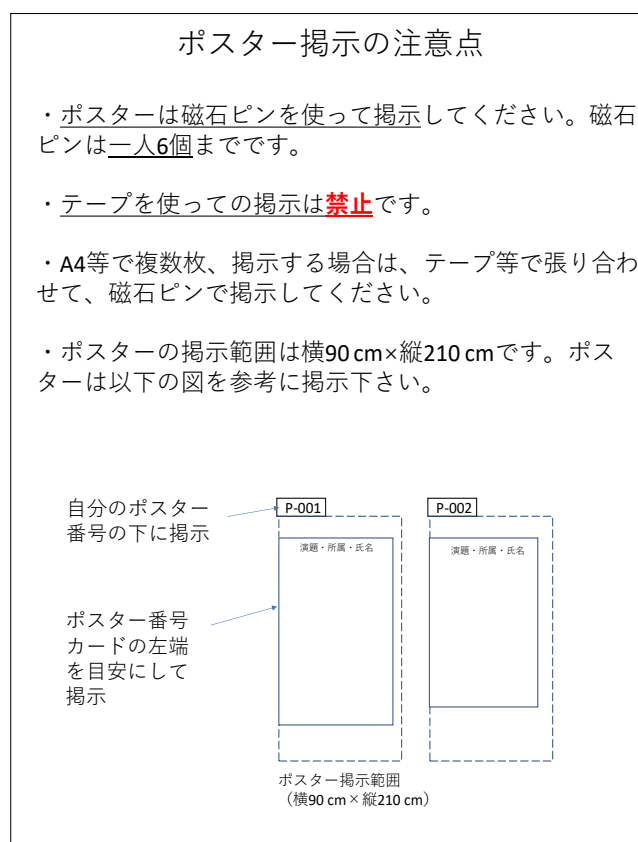 ポスター掲示の注意点
・ポスターは磁石ピンを使って掲示してください。磁石
ピンは一人6個までです。
・テープを使っての掲示は禁止です。
・A4等で複数枚、掲示する場合は、テープ等で張り合わ
せて、磁石ピンで掲示してください。
・ポスターの掲示範囲は横90 cm×縦210 cmです。ポス
ターは以下の図を参考に掲示下さい。
自分のポスター
番号の下に掲示
P-001
P-002
演題・所属・氏名
演題・所属・氏名
ポスター番号
カードの左端
を目安にして
掲示
ポスター掲示範囲
（横90 cm×縦210 cm）